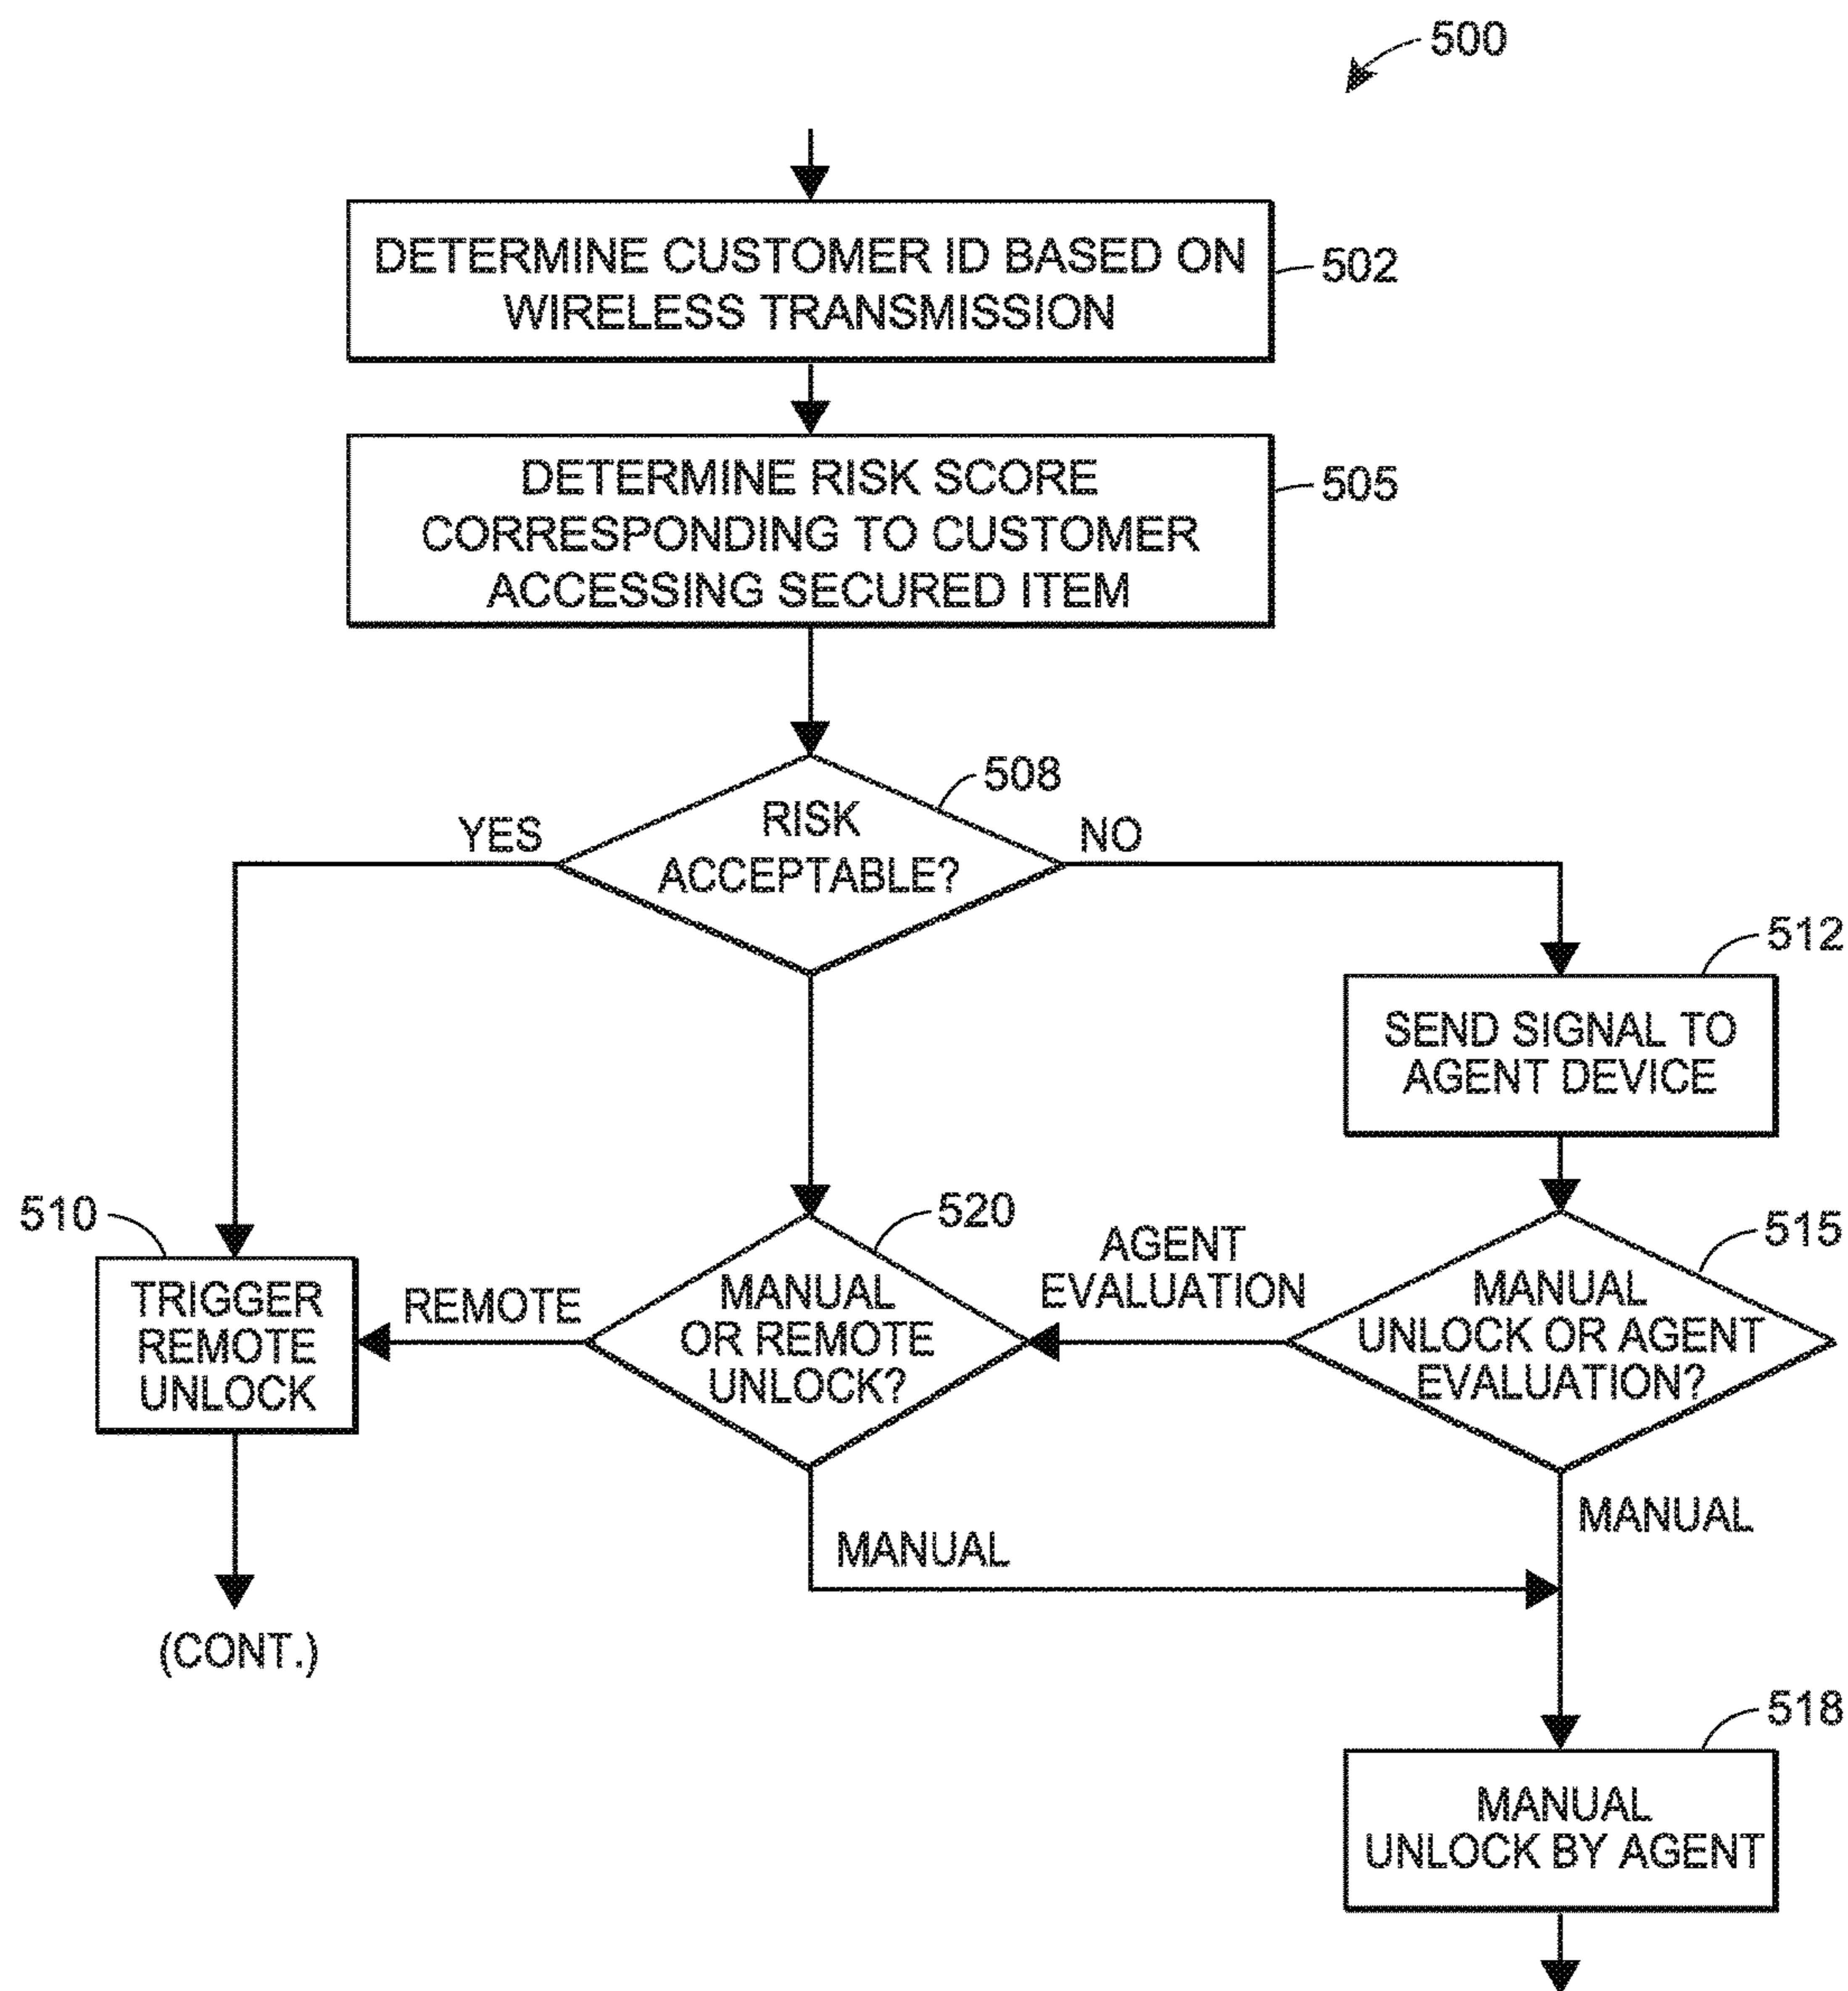 500
DETERMINE CUSTOMER ID BASED ON
WIRELESS TRANSMISSION
502
DETERMINE RISK SCORE
CORRESPONDING TO CUSTOMER
ACCESSING SECURED ITEM
505
508
RISK
ACCEPTABLE?
YES
NO
512
SEND SIGNAL TO
AGENT DEVICE
510
TRIGGER
REMOTE
UNLOCK
REMOTE
520
MANUAL
OR REMOTE
UNLOCK?
AGENT
EVALUATION
515
MANUAL
UNLOCK OR AGENT
EVALUATION?
MANUAL
MANUAL
(CONT.)
518
MANUAL
UNLOCK BY AGENT